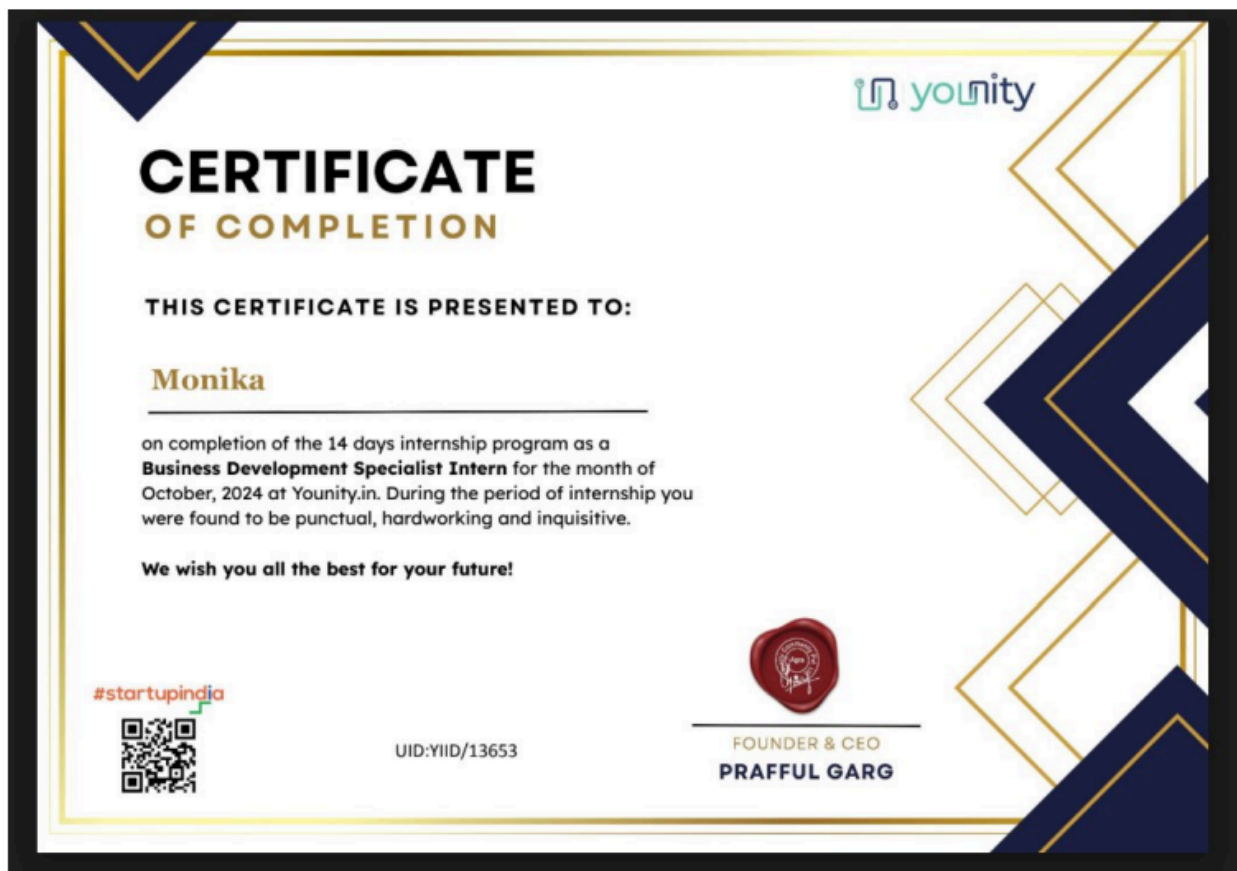 younity
CERTIFICATE
OF COMPLETION
THIS CERTIFICATE IS PRESENTED TO:
Monika
on completion of the 14 days internship program as a
Business Development Specialist Intern for the month of
October, 2024 at Younity.in. During the period of internship you
were found to be punctual, hardworking and inquisitive.
We wish you all the best for your future!
#startupindia
UID:YIID/13653
Community Pvt
Agra
FOUNDER & CEO
PRAFFUL GARG